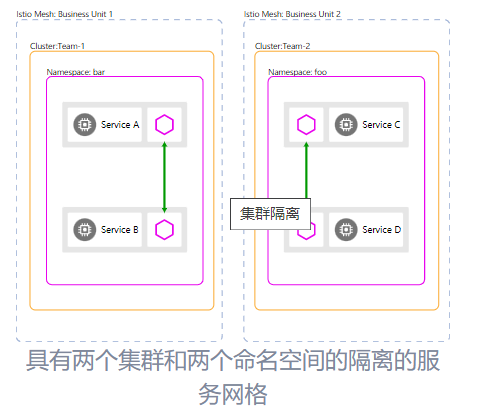 Istio Mesh: Business Unit 1
Istio Mesh: Business Unit 2
Cluster:Team-1
Cluster:Team-2
Namespace: bar
Namespace: foo
Service A
Service C
集群隔离
Service B
Service D
具有两个集群和两个命名空间的隔离的服
务网格